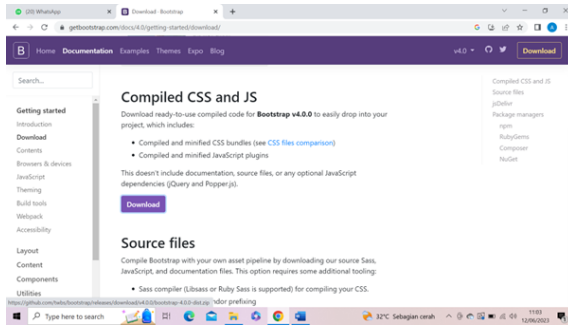 (20) WhatsApp
Download · Bootstrap
getbootstrap.com/docs/4.0/getting-started/download/
B Home Documentation Examples Themes Expo Blog v4.0 Download
Search...
Getting started
Introduction
Download
Contents
Browsers & devices
JavaScript
Theming
Build tools
Webpack
Accessibility
Layout
Content
Components
Utilities
Compiled CSS and JS
Download ready-to-use compiled code for Bootstrap v4.0.0 to easily drop into your
project, which includes:
• Compiled and minified CSS bundles (see CSS files comparison)
• Compiled and minified JavaScript plugins
This doesn't include documentation, source files, or any optional JavaScript
dependencies (jQuery and Popper.js).
Download
Source files
Compile Bootstrap with your own asset pipeline by downloading our source Sass,
JavaScript, and documentation files. This option requires some additional tooling:
• Sass compiler (Libsass or Ruby Sass is supported) for compiling your CSS.
ndor prefixing
Compiled CSS and JS
Source files
jsDelivr
Package managers
npm
RubyGems
Composer
NuGet
https://github.com/twbs/bootstrap/releases/download/v4.0.0/bootstrap-4.0.0-dist.zip
Type here to search
32°C Sebagian cerah
11:03
12/06/2023